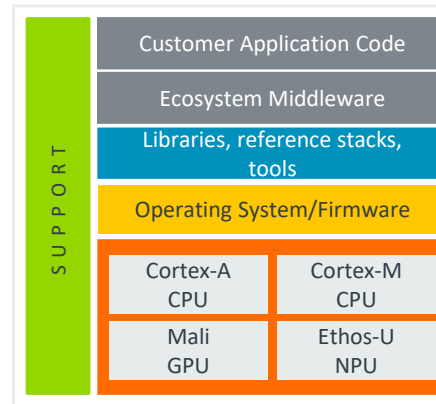 SUPPORT
Customer Application Code
Ecosystem Middleware
Libraries, reference stacks,
tools
Operating System/Firmware
Cortex-A
CPU
Cortex-M
CPU
Mali
GPU
Ethos-U
NPU